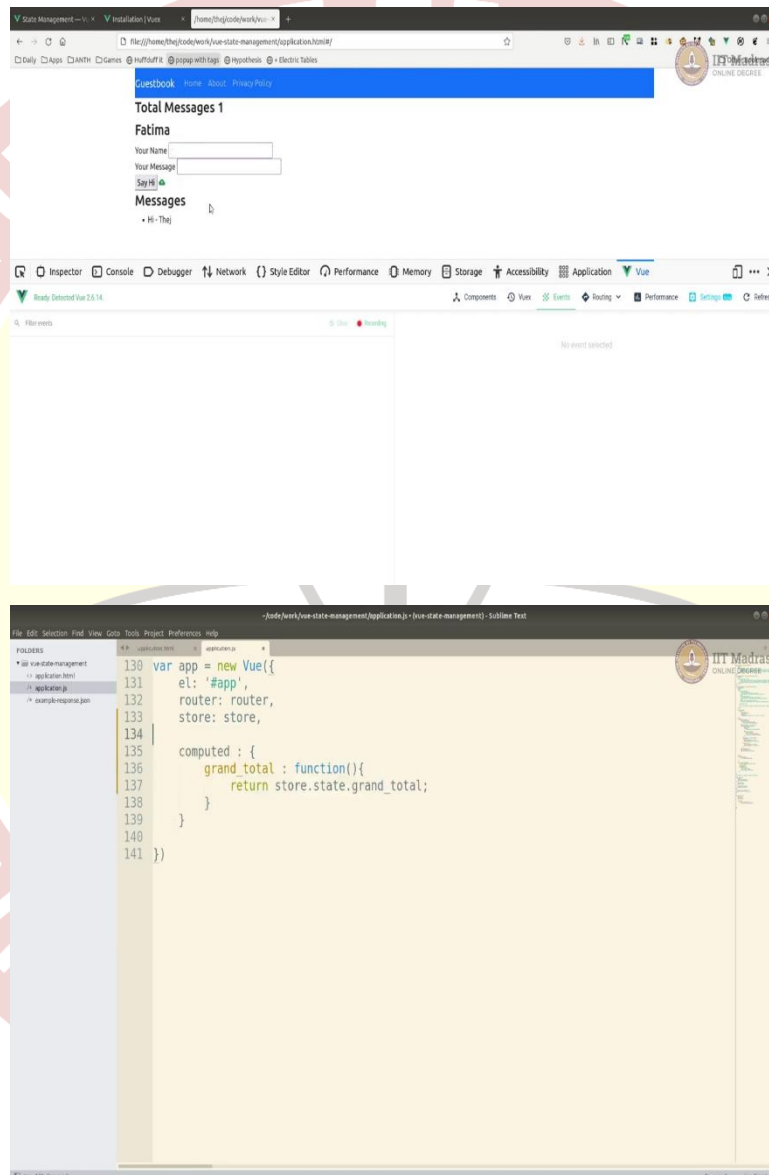 State Management — Vu
Installation | Vuex
/home/thej/code/work/vue-
file:///home/thej/code/work/vue-state-management/application.html#/
Daily Apps ANTH Games Huffduff it popup with tags Hypothesis + Electric Tables
IIT Madras
ONLINE DEGREE
Guestbook Home About Privacy Policy
Total Messages 1
Fatima
Your Name
Your Message
Say Hi
Messages
• Hi - Thej
Inspector Console Debugger Network {} Style Editor Performance Memory Storage Accessibility Application Vue
Ready. Detected Vue 2.6.14.
Components Vuex Events Routing Performance Settings Refres
Filter events
Clear Recording
No event selected
~/code/work/vue-state-management/application.js • (vue-state-management) - Sublime Text
File Edit Selection Find View Goto Tools Project Preferences Help
FOLDERS
vue-state-management
application.html
application.js
example-response.json
application.html
application.js
IIT Madras
ONLINE DEGREE
130 var app = new Vue({
131 el: '#app',
132 router: router,
133 store: store,
134
135 computed : {
136 grand_total : function(){
137 return store.state.grand_total;
138 }
139 }
140
141 })